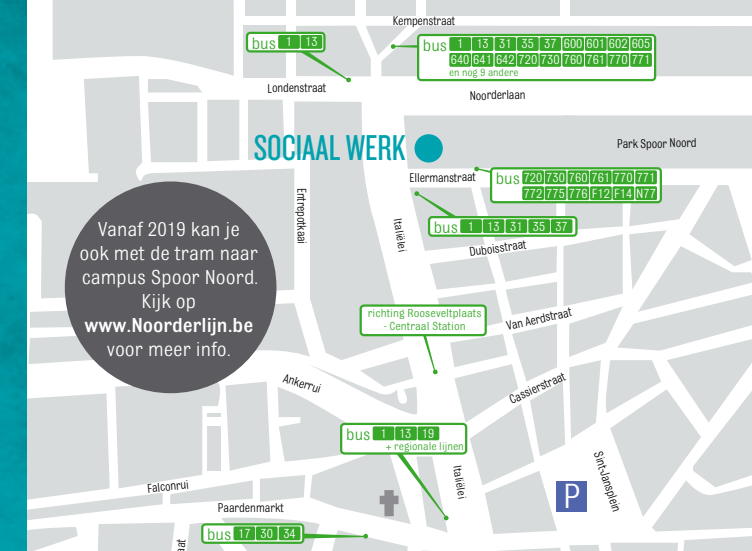 Kempenstraat
bus 1 13
bus 1 13 31 35 37 600 601 602 605
640 641 642 720 730 760 761 770 771
en nog 9 andere
Londenstraat
Noorderlaan
SOCIAAL WERK
Park Spoor Noord
Ellermanstraat
bus 720 730 760 761 770 771
772 775 776 F12 F14 N77
Entrepotkaai
Italiëlei
bus 1 13 31 35 37
Duboisstraat
Vanaf 2019 kan je
ook met de tram naar
campus Spoor Noord.
Kijk op
www.Noorderlijn.be
voor meer info.
richting Rooseveltplaats
- Centraal Station
Van Aerdtstraat
Ankerrui
Cassierstraat
bus 1 13 19
+ regionale lijnen
Italiëlei
Sint-Jansplein
P
Falconrui
Paardenmarkt
bus 17 30 34
aat